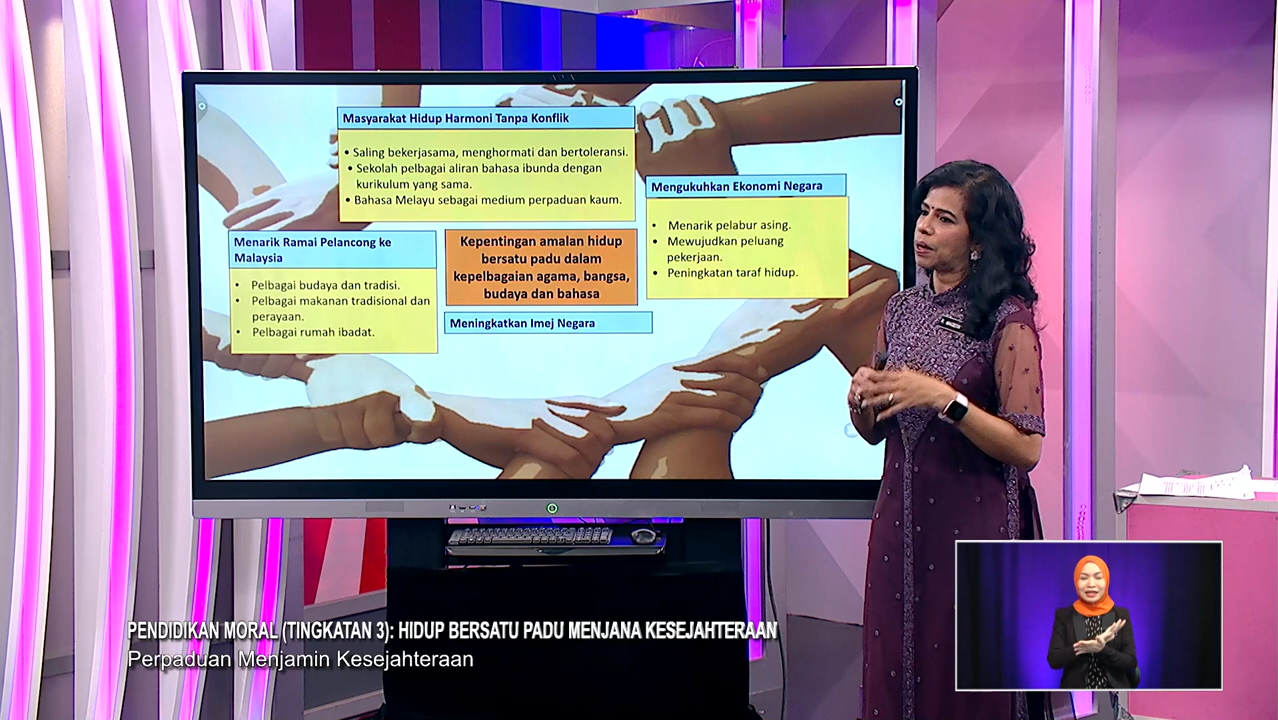 Masyarakat Hidup Harmoni Tanpa Konflik
• Saling bekerjasama, menghormati dan bertoleransi.
• Sekolah pelbagai aliran bahasa ibunda dengan
kurikulum yang sama.
• Bahasa Melayu sebagai medium perpaduan kaum.
Mengukuhkan Ekonomi Negara
• Menarik pelabur asing.
• Mewujudkan peluang
pekerjaan.
• Peningkatan taraf hidup.
Menarik Ramai Pelancong ke
Malaysia
• Pelbagai budaya dan tradisi.
• Pelbagai makanan tradisional dan
perayaan.
• Pelbagai rumah ibadat.
Kepentingan amalan hidup
bersatu padu dalam
kepelbagaian agama, bangsa,
budaya dan bahasa
Meningkatkan Imej Negara
PENDIDIKAN MORAL (TINGKATAN 3): HIDUP BERSATU PADU MENJANA KESEJAHTERAAN
Perpaduan Menjamin Kesejahteraan